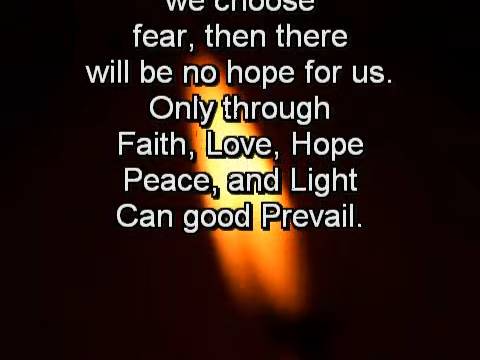 we choose
fear, then there
will be no hope for us.
Only through
Faith, Love, Hope
Peace, and Light
Can good Prevail.